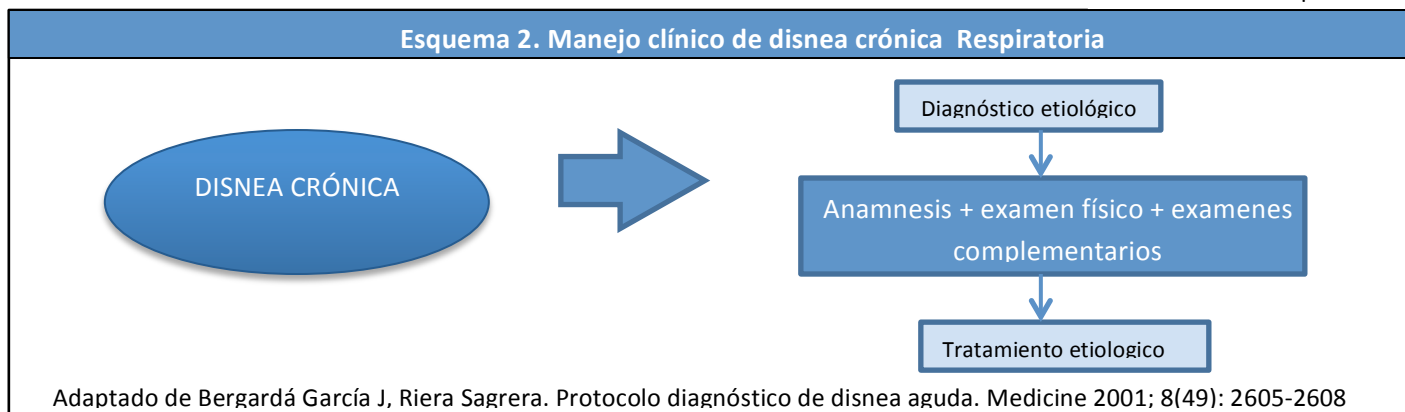 Esquema 2. Manejo clínico de disnea crónica Respiratoria
Diagnóstico etiológico
DISNEA CRÓNICA
Anamnesis + examen físico + examenes
complementarios
Tratamiento etiologico
Adaptado de Bergardá García J, Riera Sagrera. Protocolo diagnóstico de disnea aguda. Medicine 2001; 8(49): 2605-2608